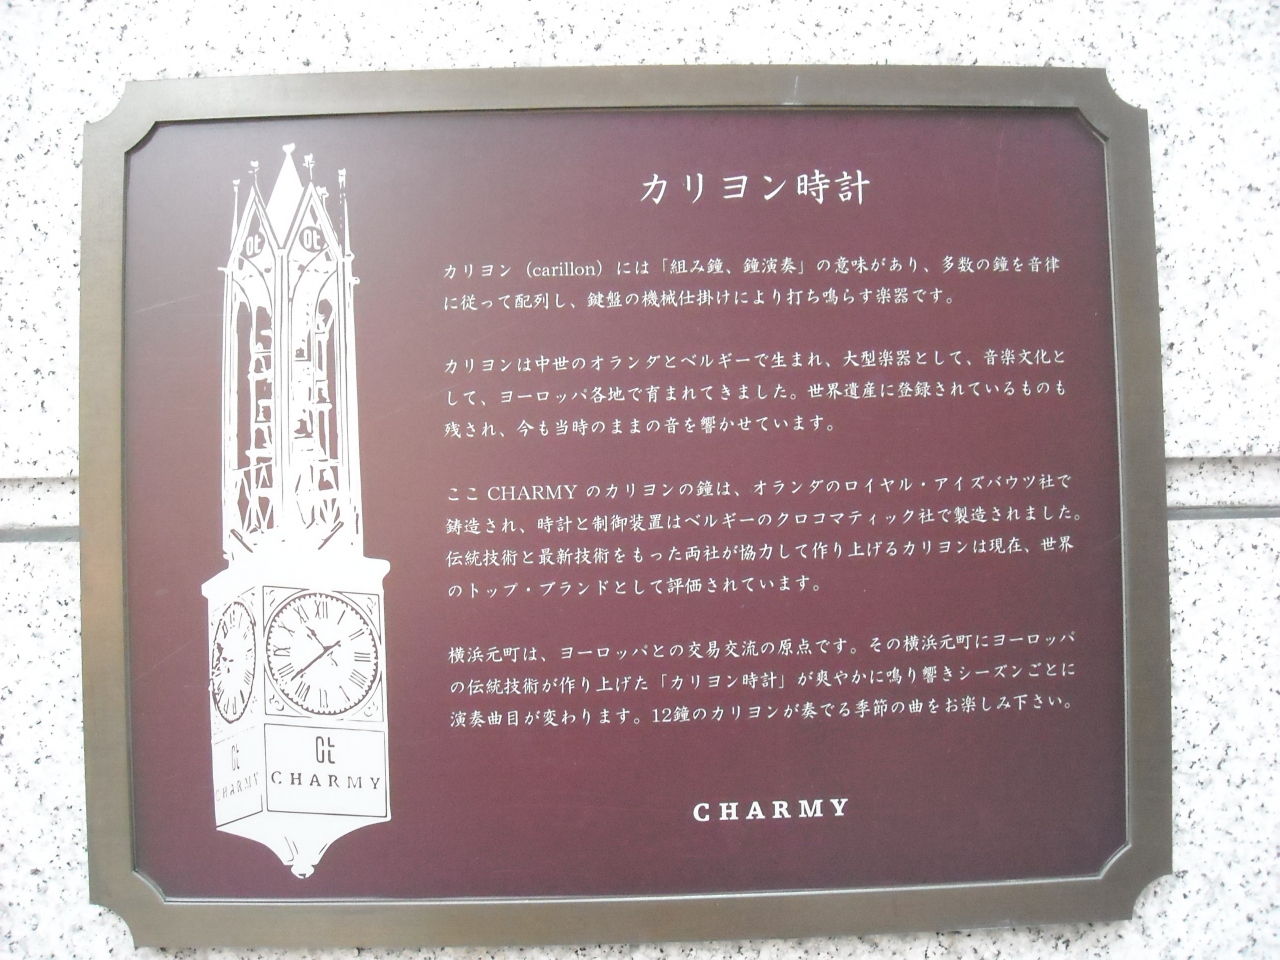 カリヨン時計
カリヨン（carillon）には「組み鐘、鐘演奏」の意味があり、多数の鐘を音律
に従って配列し、鍵盤の機械仕掛けにより打ち鳴らす楽器です。
カリヨンは中世のオランダとベルギーで生まれ、大型楽器として、音楽文化と
して、ヨーロッパ各地で育まれてきました。世界遺産に登録されているものも
残され、今も当時のままの音を響かせています。
ここ CHARMY のカリヨンの鐘は、オランダのロイヤル・アイズバウツ社で
鋳造され、時計と制御装置はベルギーのクロコマティック社で製造されました。
伝統技術と最新技術をもった両社が協力して作り上げるカリヨンは現在、世界
のトップ・ブランドとして評価されています。
横浜元町は、ヨーロッパとの交易交流の原点です。その横浜元町にヨーロッパ
の伝統技術が作り上げた「カリヨン時計」が爽やかに鳴り響きシーズンごとに
演奏曲目が変わります。12鐘のカリヨンが奏でる季節の曲をお楽しみ下さい。
CHARMY
CHARMY
CHARMY